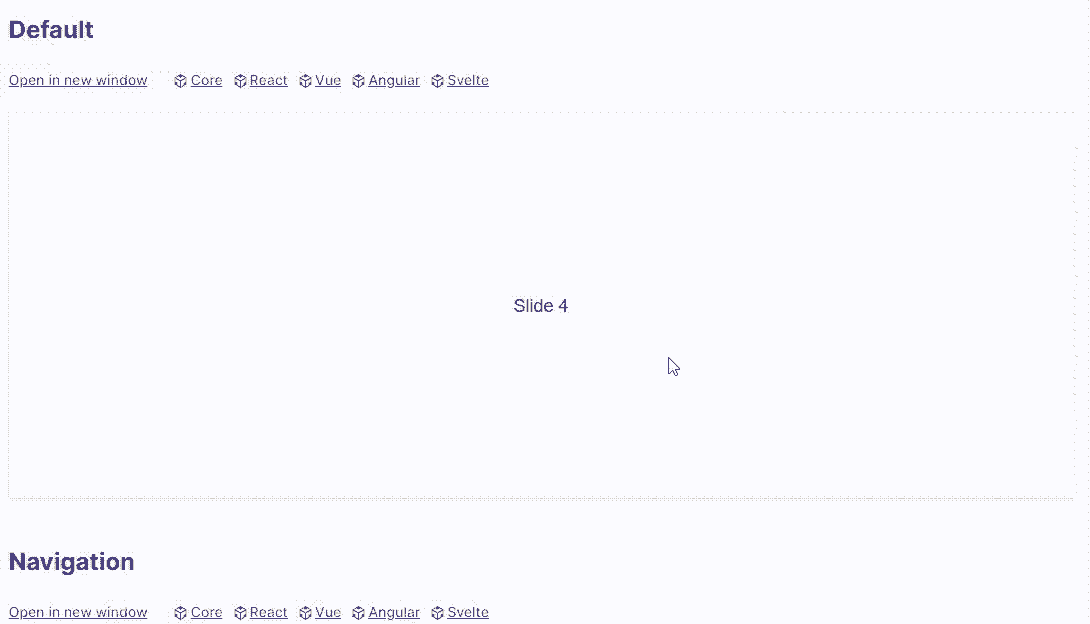 Default
Open in new window Core React Vue Angular Svelte
Slide 4
Navigation
Open in new window Core React Vue Angular Svelte